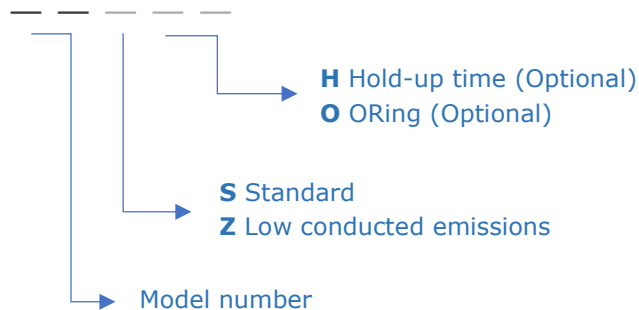 H Hold-up time (Optional)
O ORing (Optional)
S Standard
Z Low conducted emissions
Model number